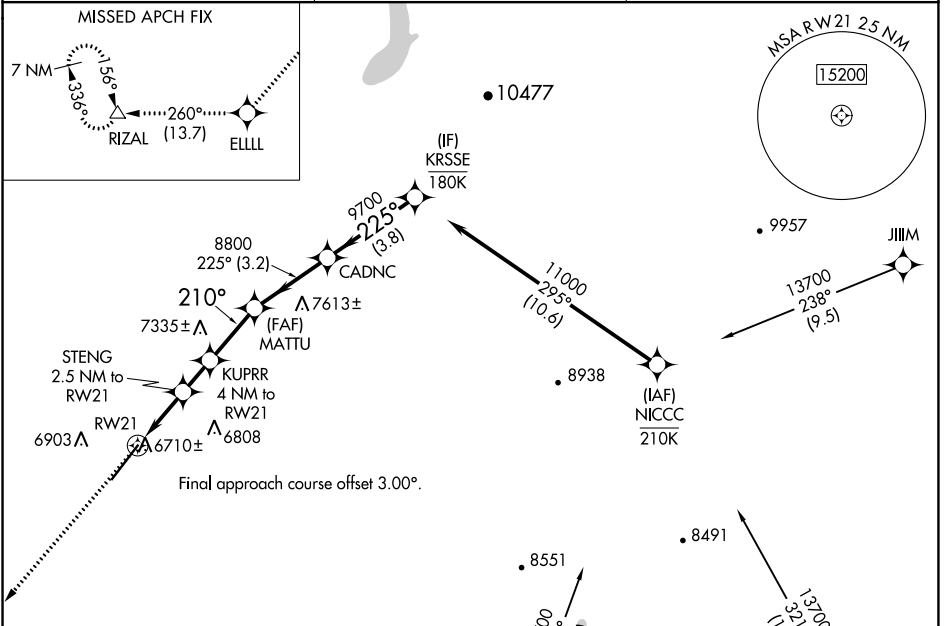 MISSED APCH FIX
7 NM
156°
336°
RIZAL
260°
(13.7)
ELLLL
10477
MSA RW21 25 NM
15200
(IF)
KRSSE
180K
9700
225°
(3.8)
8800
225° (3.2)
CADNC
210°
7613±
(FAF)
MATTU
7335±
STENG
2.5 NM to
RW21
KUPRR
4 NM to
RW21
RW21
6903
6710±
6808
Final approach course offset 3.00°.
11000
295°
(10.6)
9957
JIIIM
13700
238°
(9.5)
8938
(IAF)
NICCC
210K
8491
8551
13700
321